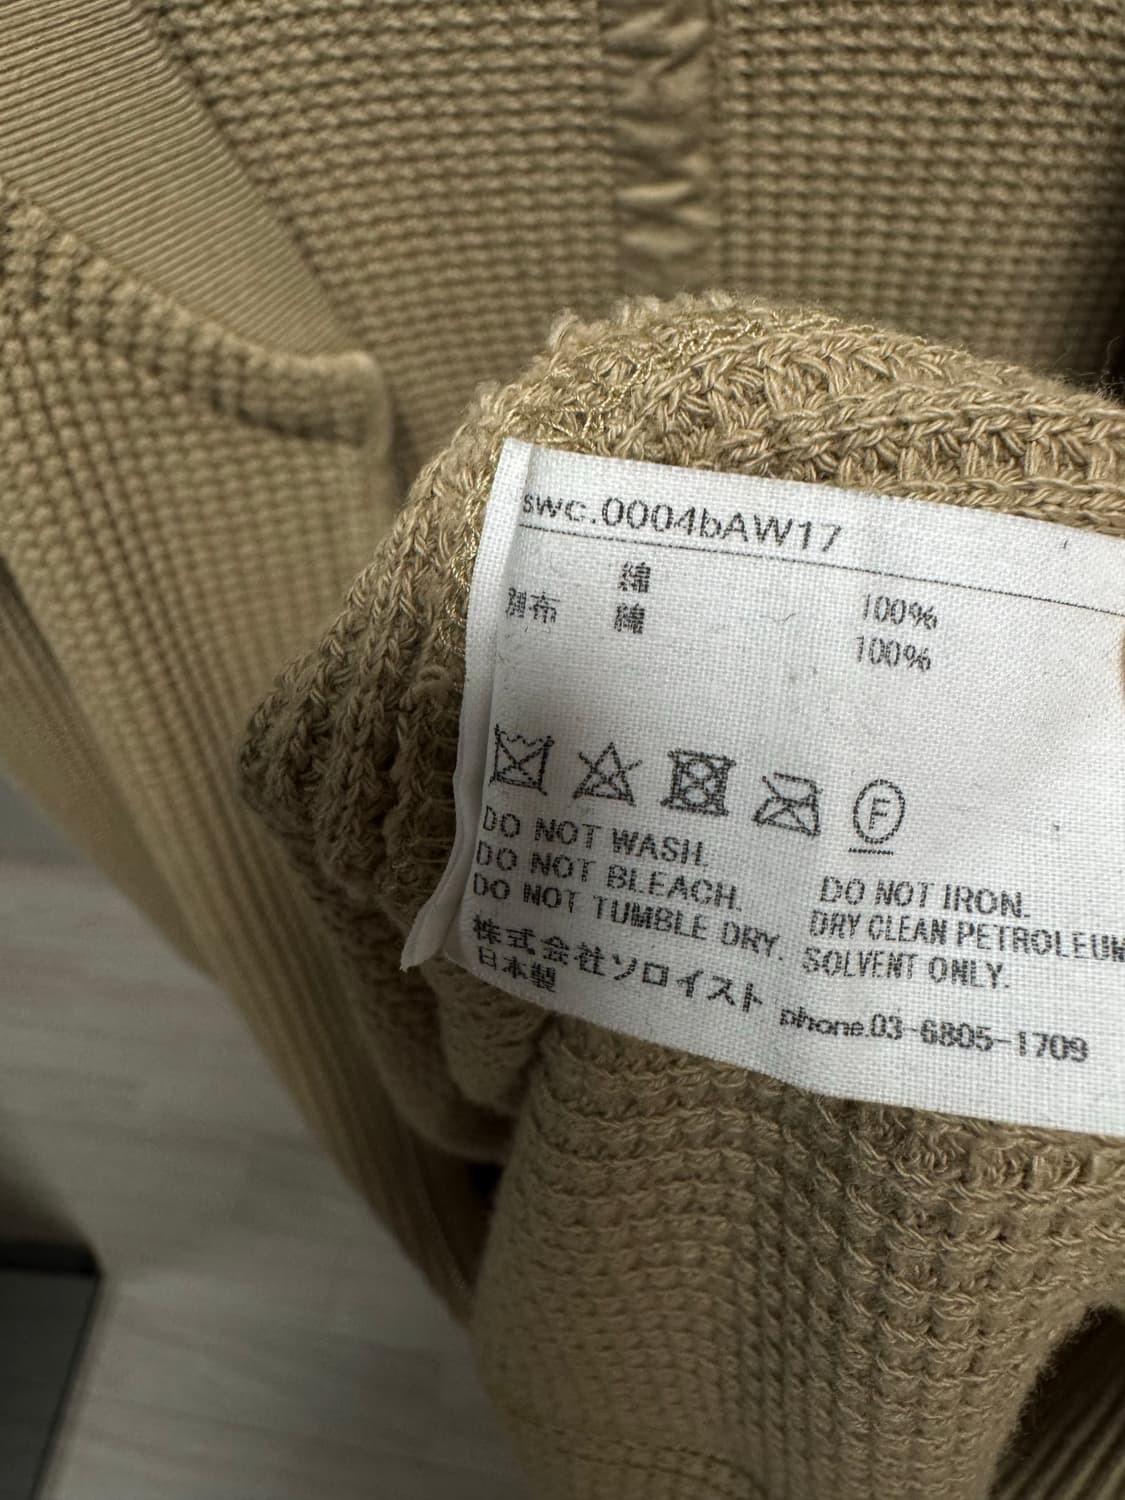 swc.0004bAW17
綿 100%
別布 綿 100%
F
DO NOT WASH.
DO NOT BLEACH.
DO NOT TUMBLE DRY.
DO NOT IRON.
DRY CLEAN PETROLEUM
SOLVENT ONLY.
株式会社ソロイスト phone.03-6805-1709
日本製